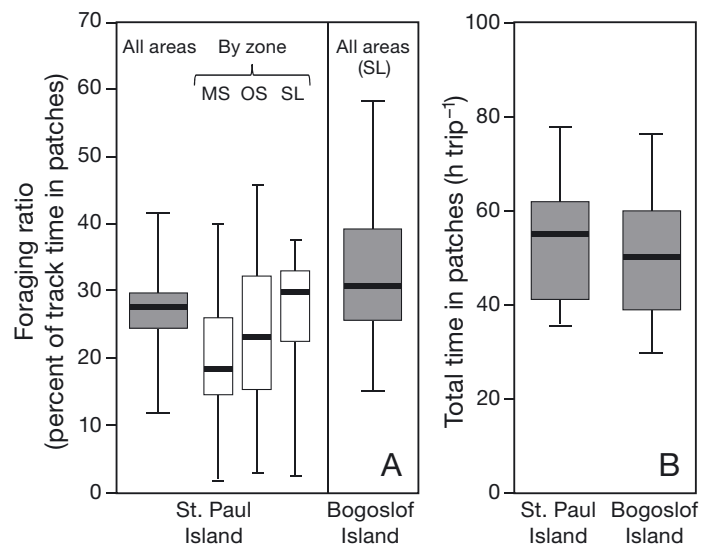 Foraging ratio
(percent of track time in patches)
70
60
50
40
30
20
10
0
All areas
By zone
MS OS SL
All areas
(SL)
A
St. Paul
Island
Bogoslof
Island
Total time in patches (h trip⁻¹)
100
80
60
40
20
0
B
St. Paul
Island
Bogoslof
Island